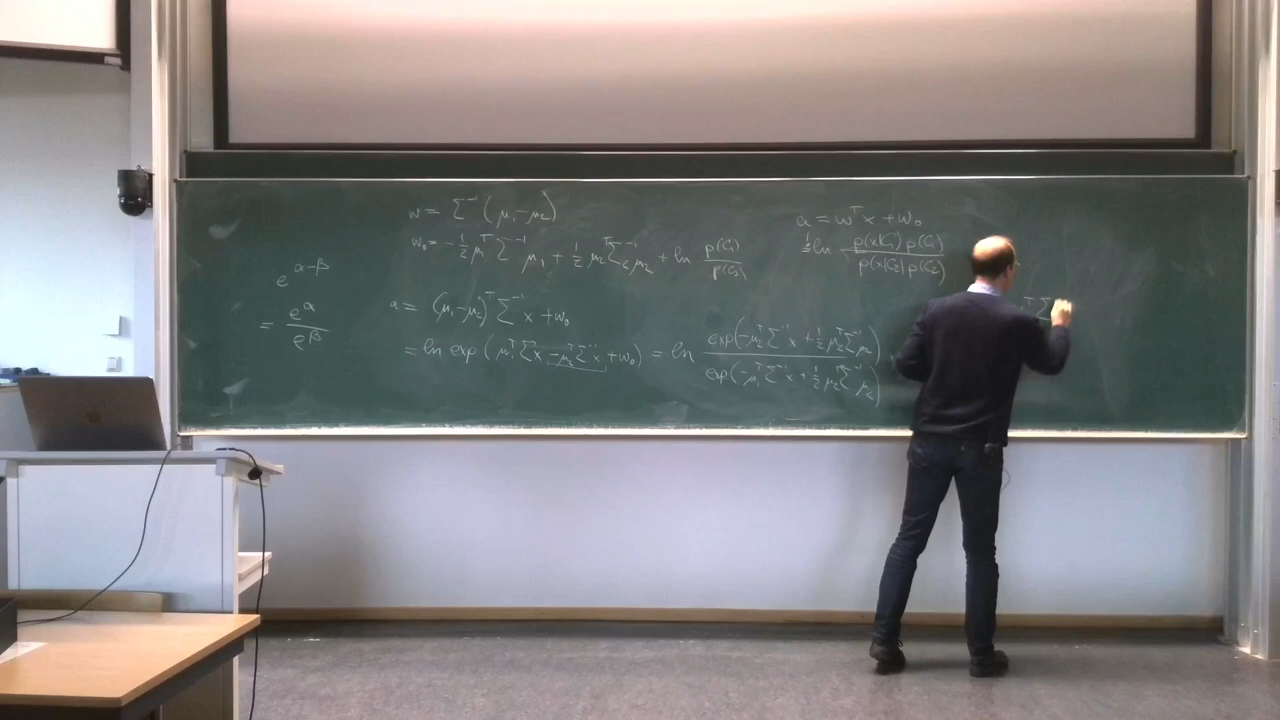 w = Σ⁻¹ (μ₁ - μ₂)
w₀ = - 1/2 μ₁ᵀ Σ⁻¹ μ₁ + 1/2 μ₂ᵀ Σ⁻¹ μ₂ + ln p(C₁)/p(C₂)
e^(α-β)
= e^α / e^β
a = (μ₁ - μ₂)ᵀ Σ⁻¹ x + w₀
= ln exp (μ₁ᵀ Σ⁻¹ x - μ₂ᵀ Σ⁻¹ x + w₀) = ln exp(-μ₂ᵀ Σ⁻¹ x + 1/2 μ₂ᵀ Σ⁻¹ μ₂) / exp(-μ₁ᵀ Σ⁻¹ x + 1/2 μ₂ᵀ Σ⁻¹ μ₂)
a = wᵀx + w₀
= ln p(x|C₁) p(C₁) / p(x|C₂) p(C₂)
ᵀ Σ